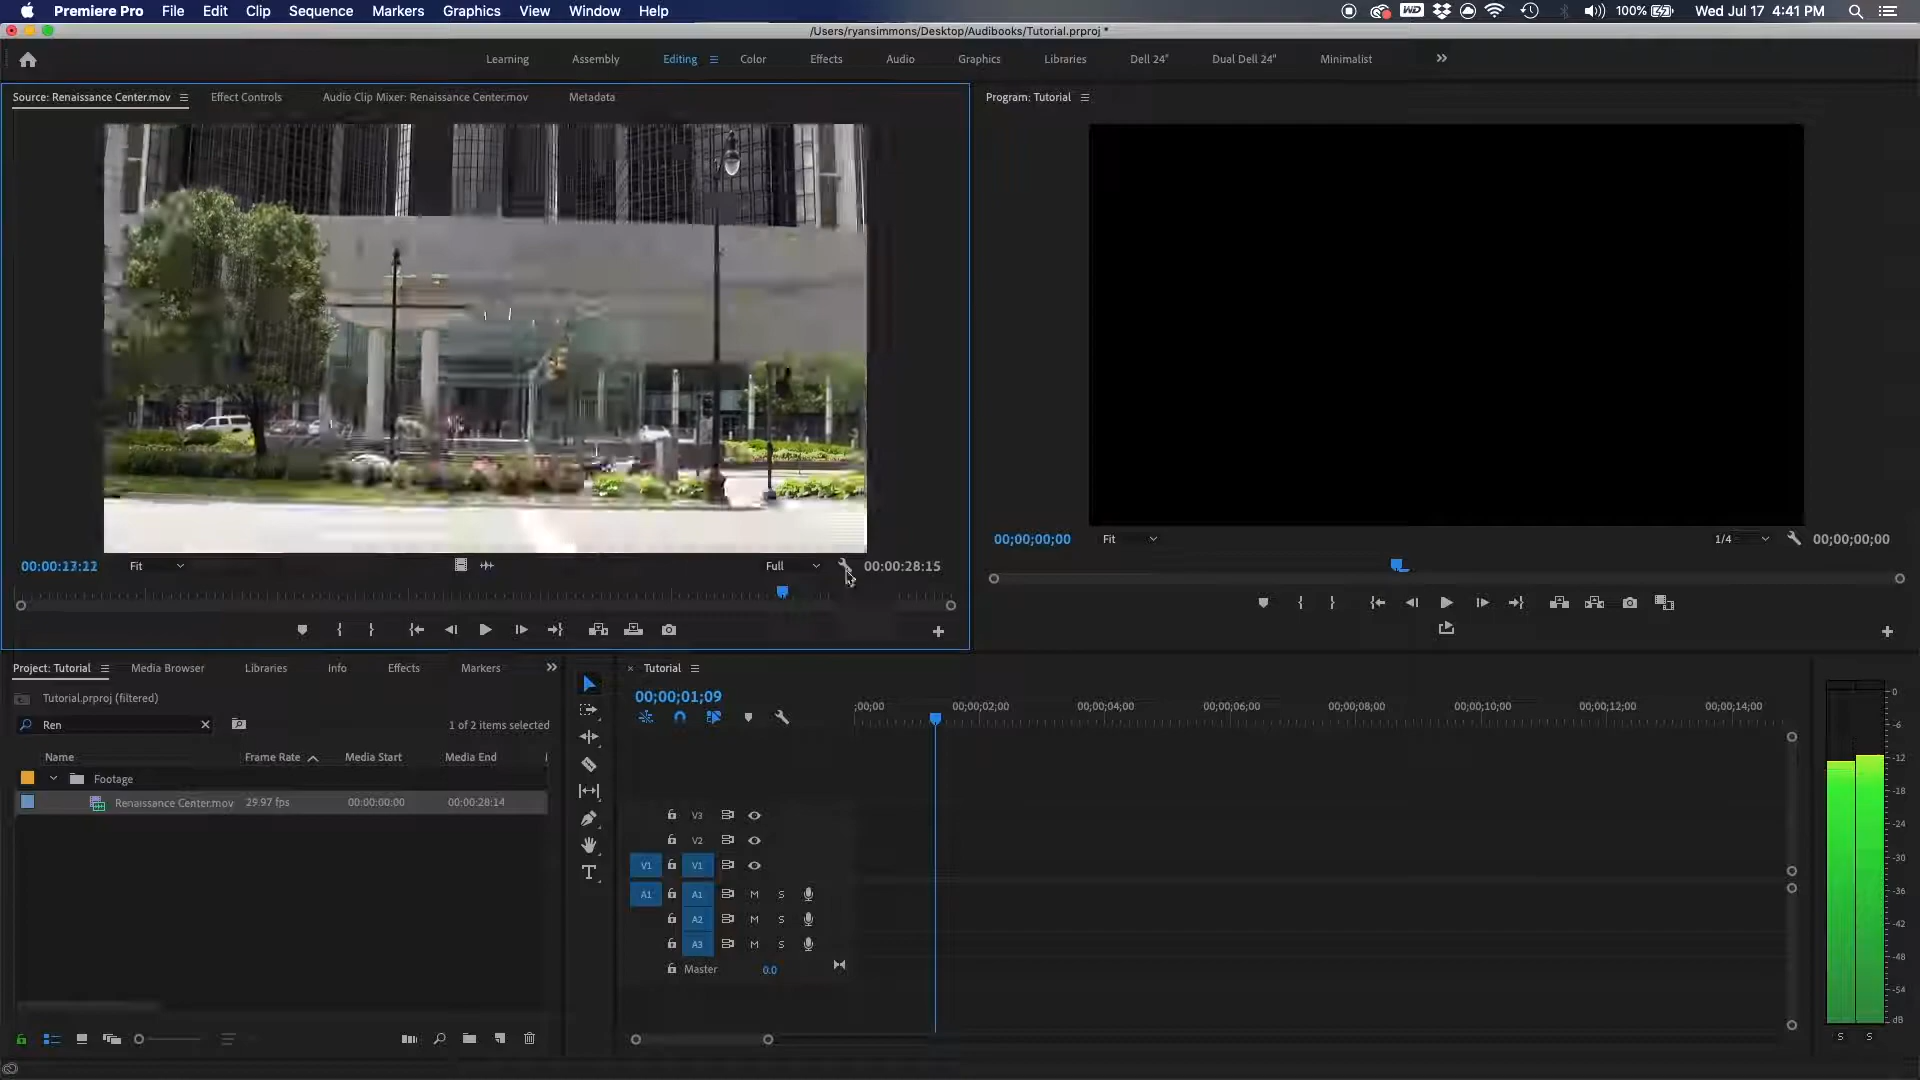 Premiere Pro File Edit Clip Sequence Markers Graphics View Window Help WD 100% Wed Jul 17 4:41 PM
/Users/ryansimmons/Desktop/Audibooks/Tutorial.prproj *
Learning Assembly Editing Color Effects Audio Graphics Libraries Dell 24" Dual Dell 24" Minimalist
Source: Renaissance Center.mov Effect Controls Audio Clip Mixer: Renaissance Center.mov Metadata
Program: Tutorial
00;00;00;00 Fit 1/4 00;00;00;00
Fit Full 00:00:28:15
Project: Tutorial Media Browser Libraries Info Effects Markers
Tutorial
Tutorial.prproj (filtered)
00;00;01;09
Ren 1 of 2 items selected
;00;00 00;00;02;00 00;00;04;00 00;00;06;00 00;00;08;00 00;00;10;00 00;00;12;00 00;00;14;00
Name Frame Rate Media Start Media End
Footage
Renaissance Center.mov 29.97 fps 00:00:00:00 00:00:28:14
V3
V2
V1 V1
A1 A1 M S
A2 M S
A3 M S
Master 0.0
0
-6
-12
-18
-24
-30
-36
-42
-48
-54
dB
S S